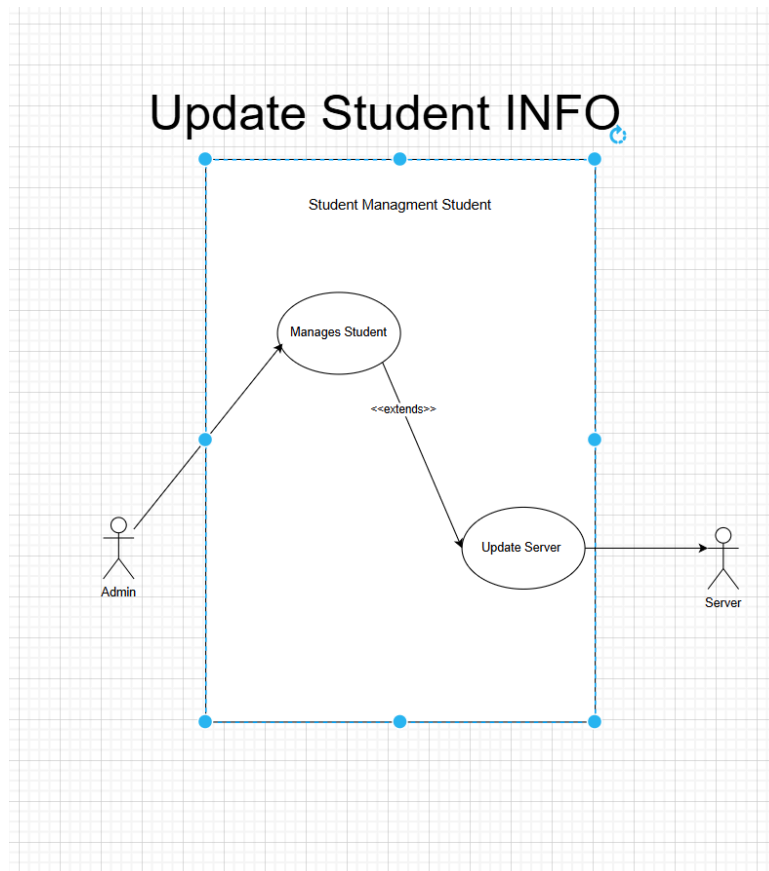 Update Student INFO
Student Managment Student
Manages Student
<<extends>>
Update Server
Admin
Server